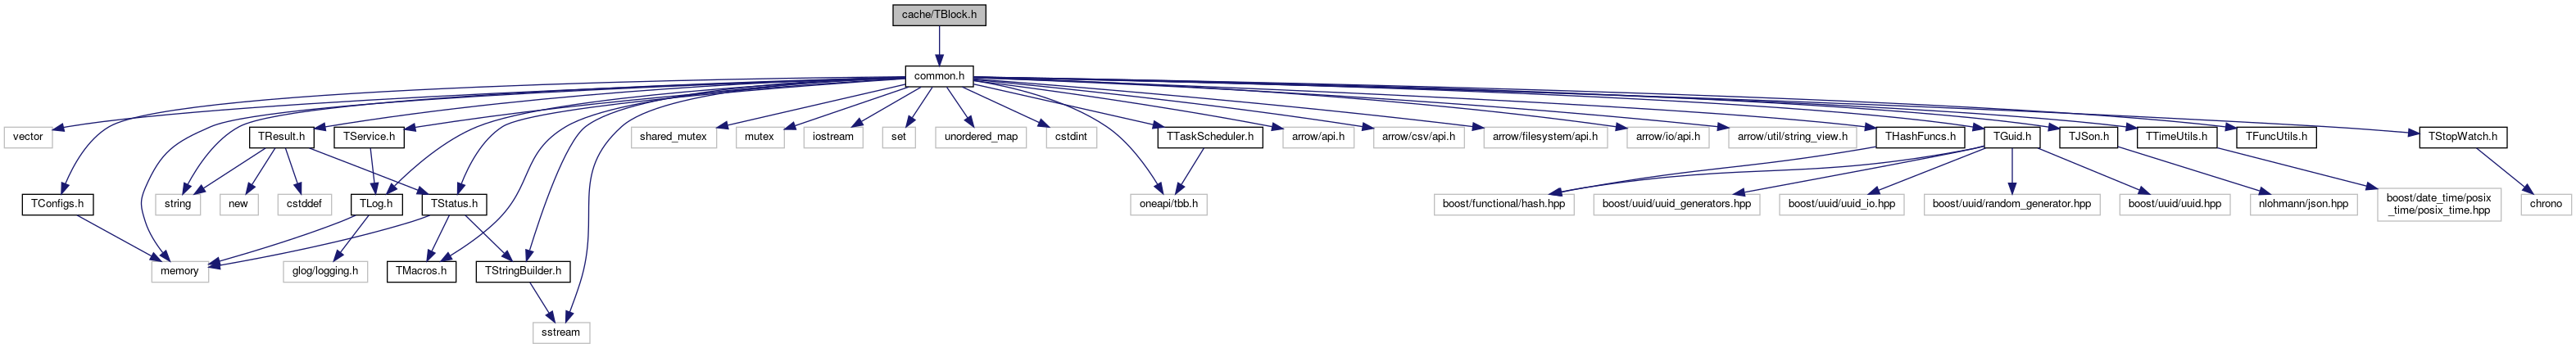 cache/TBlock.h
common.h
vector
TResult.h
TService.h
shared_mutex
mutex
iostream
set
unordered_map
cstdint
TTaskScheduler.h
arrow/api.h
arrow/csv/api.h
arrow/filesystem/api.h
arrow/io/api.h
arrow/util/string_view.h
THashFuncs.h
TGuid.h
TJSon.h
TTimeUtils.h
TFuncUtils.h
TStopWatch.h
TConfigs.h
string
new
cstddef
TLog.h
TStatus.h
oneapi/tbb.h
boost/functional/hash.hpp
boost/uuid/uuid_generators.hpp
boost/uuid/uuid_io.hpp
boost/uuid/random_generator.hpp
boost/uuid/uuid.hpp
nlohmann/json.hpp
boost/date_time/posix
_time/posix_time.hpp
chrono
memory
glog/logging.h
TMacros.h
TStringBuilder.h
sstream